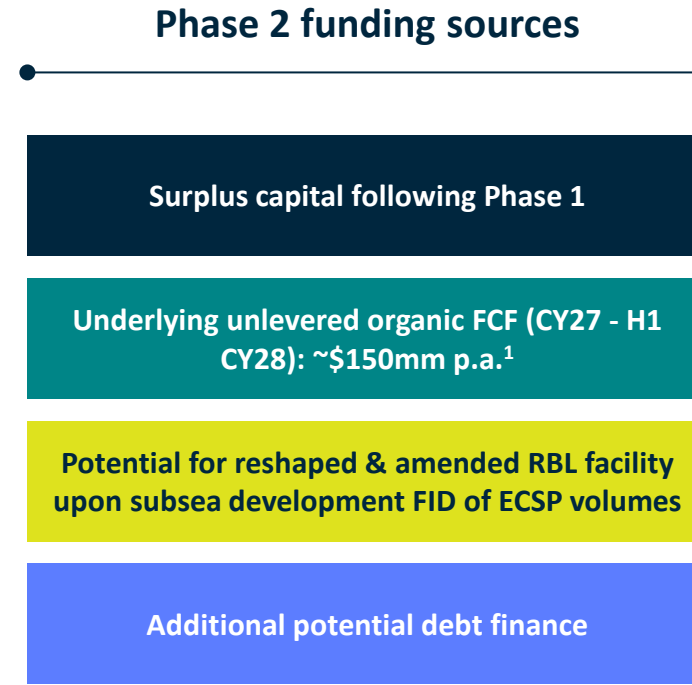 Phase 2 funding sources
Surplus capital following Phase 1
Underlying unlevered organic FCF (CY27 - H1
CY28): ~$150mm p.a.¹
Potential for reshaped & amended RBL facility
upon subsea development FID of ECSP volumes
Additional potential debt finance